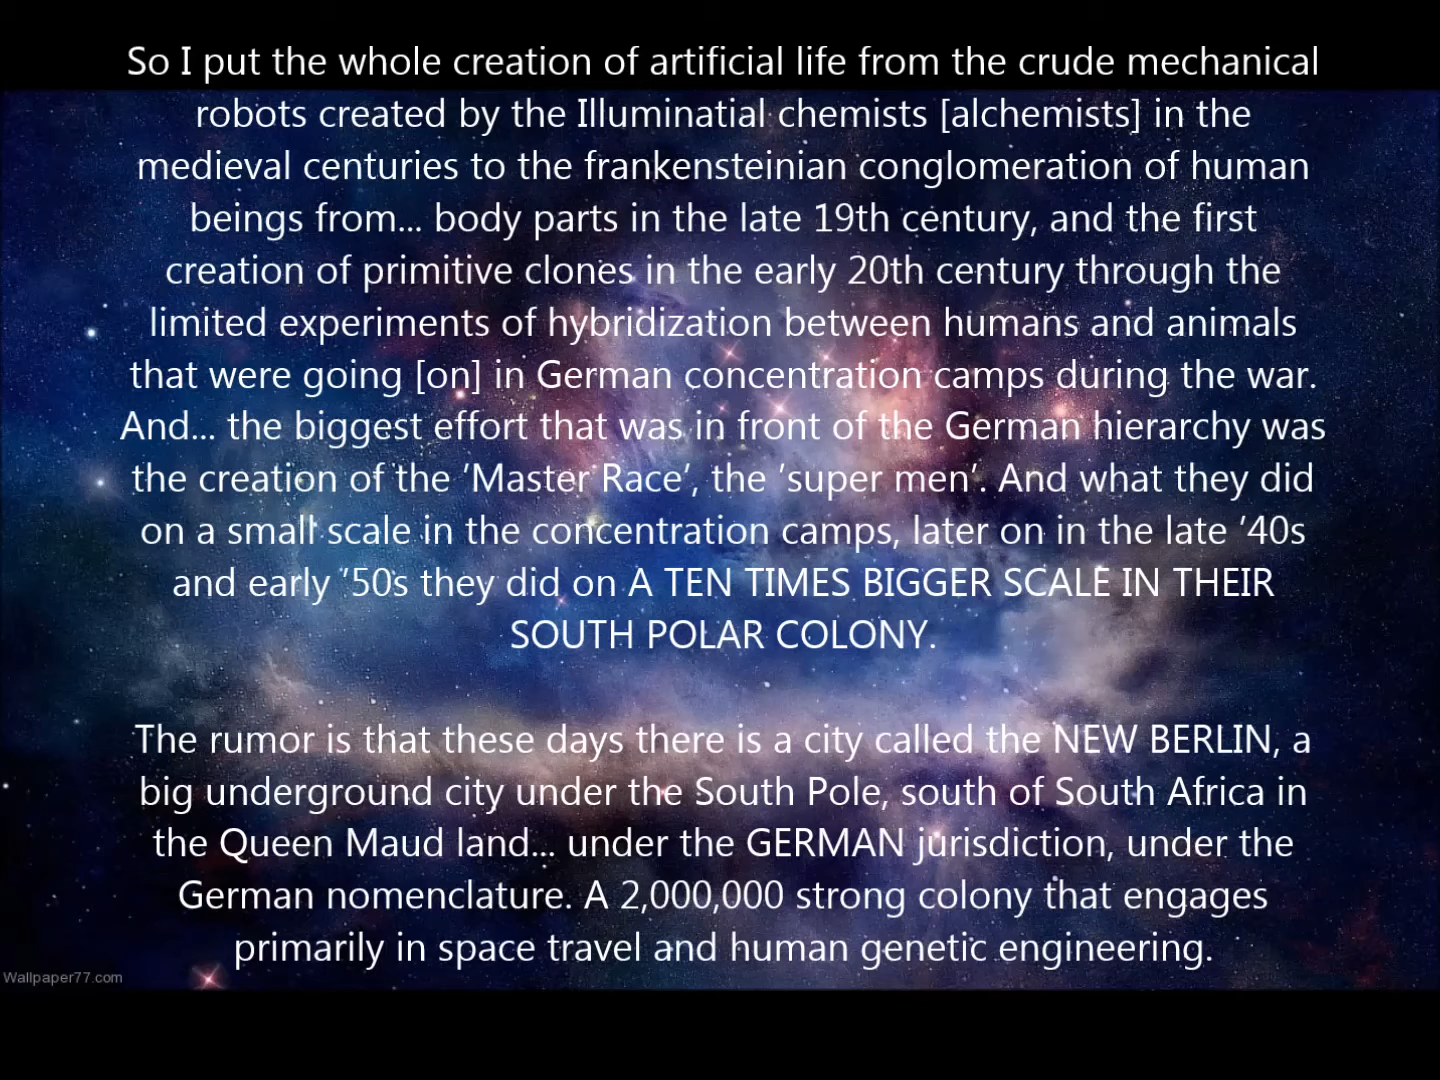 So I put the whole creation of artificial life from the crude mechanical
robots created by the Illuminatial chemists [alchemists] in the
medieval centuries to the frankensteinian conglomeration of human
beings from... body parts in the late 19th century, and the first
creation of primitive clones in the early 20th century through the
limited experiments of hybridization between humans and animals
that were going [on] in German concentration camps during the war.
And... the biggest effort that was in front of the German hierarchy was
the creation of the 'Master Race', the 'super men'. And what they did
on a small scale in the concentration camps, later on in the late '40s
and early '50s they did on A TEN TIMES BIGGER SCALE IN THEIR
SOUTH POLAR COLONY.
The rumor is that these days there is a city called the NEW BERLIN, a
big underground city under the South Pole, south of South Africa in
the Queen Maud land... under the GERMAN jurisdiction, under the
German nomenclature. A 2,000,000 strong colony that engages
primarily in space travel and human genetic engineering.
Wallpaper77.com